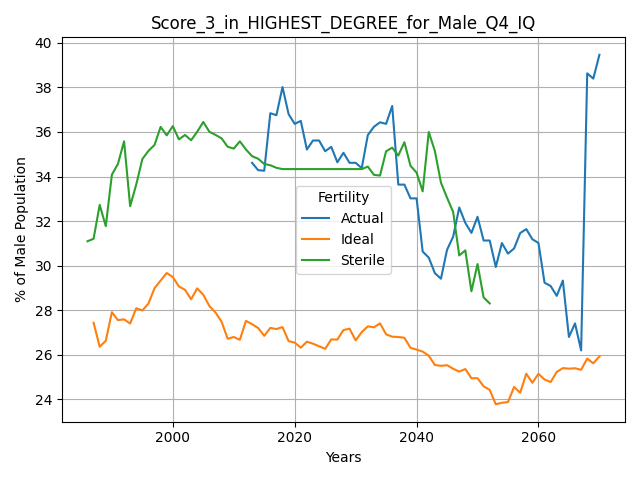 Score_3_in_HIGHEST_DEGREE_for_Male_Q4_IQ
% of Male Population
40
38
36
34
32
30
28
26
24
Fertility
Actual
Ideal
Sterile
2000
2020
2040
2060
Years